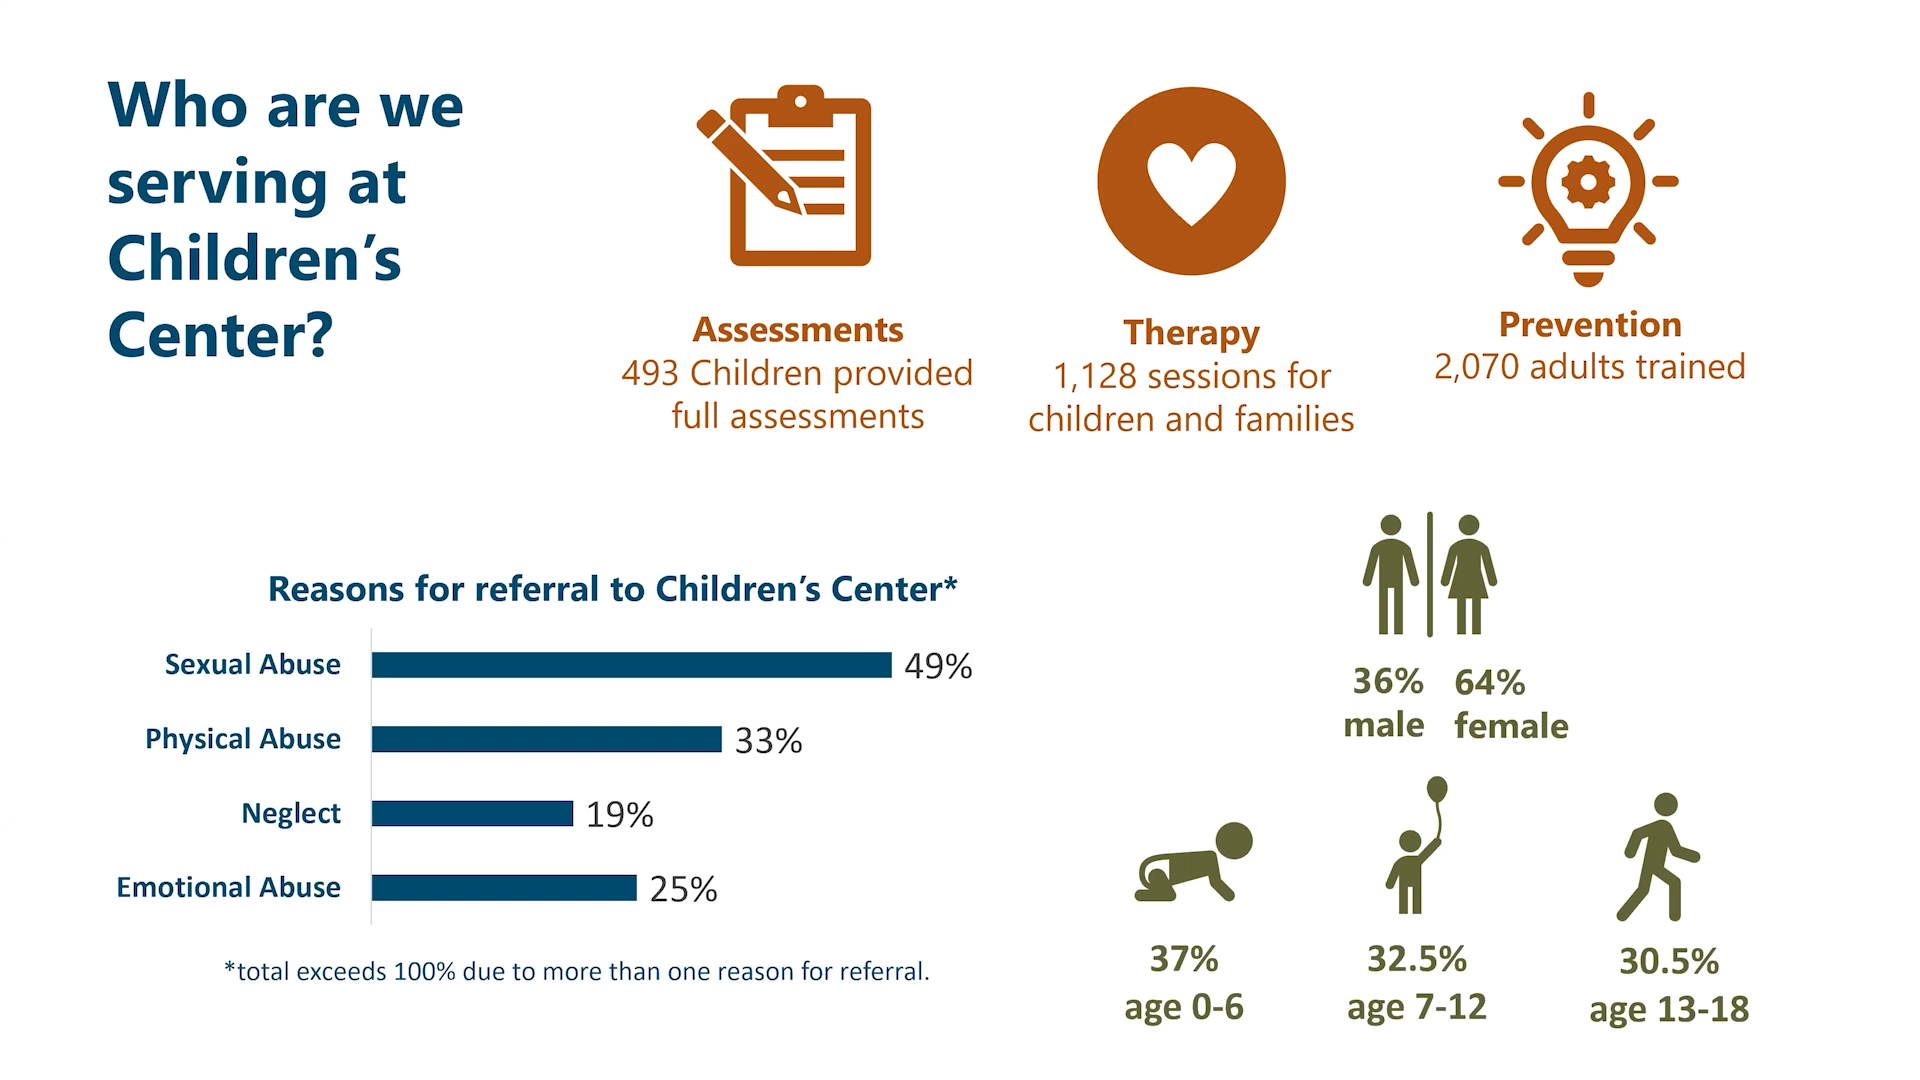 Who are we
serving at
Children’s
Center?
Assessments
493 Children provided
full assessments
Therapy
1,128 sessions for
children and families
Prevention
2,070 adults trained
Reasons for referral to Children’s Center*
Sexual Abuse 49%
Physical Abuse 33%
Neglect 19%
Emotional Abuse 25%
*total exceeds 100% due to more than one reason for referral.
36%
male
64%
female
37%
age 0-6
32.5%
age 7-12
30.5%
age 13-18